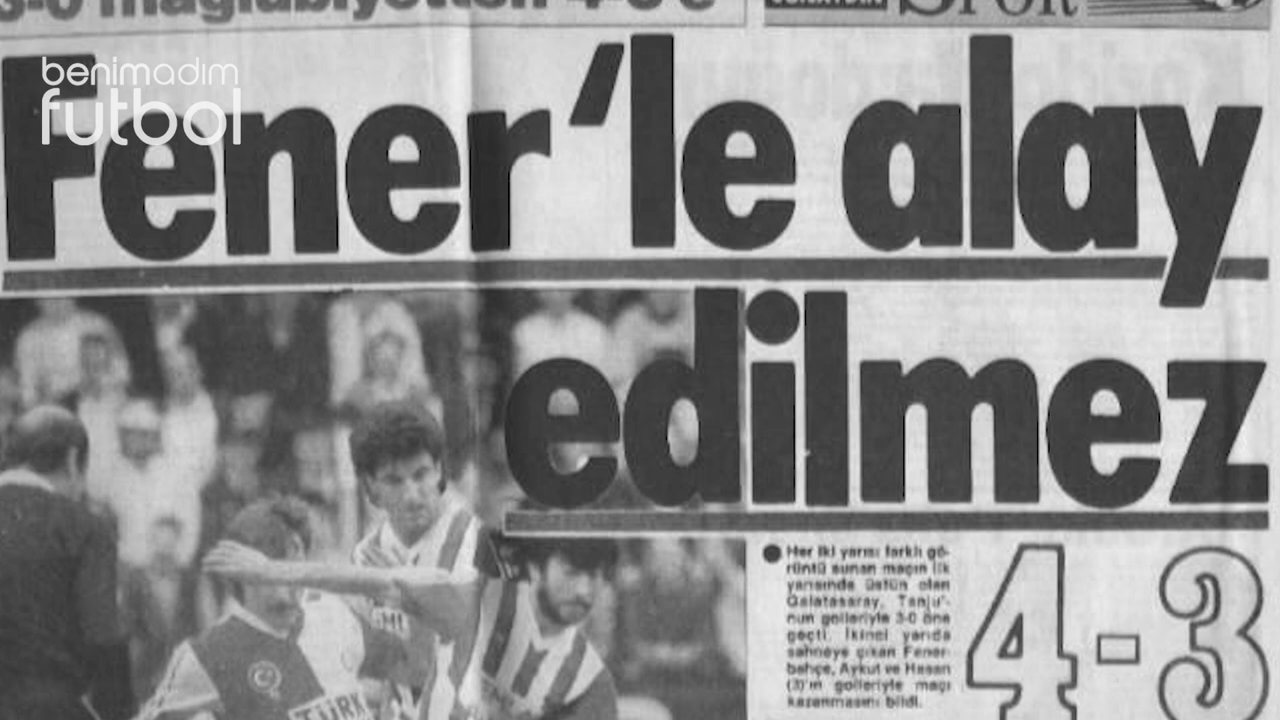 3-0 mağlubiyetten 4-3'e
SPOR
benimadım
futbol
Fener'le alay
edilmez
● Her iki yarısı farklı gö-
rüntü sunan maçın ilk
yarısında üstün olan
Galatasaray, Tanju'-
nun golleriyle 3-0 öne
geçti. İkinci yarıda
sahneye çıkan Fener-
bahçe, Aykut ve Hasan
(3)'ın golleriyle maçı
kazanmasını bildi.
4-3
TÜRK